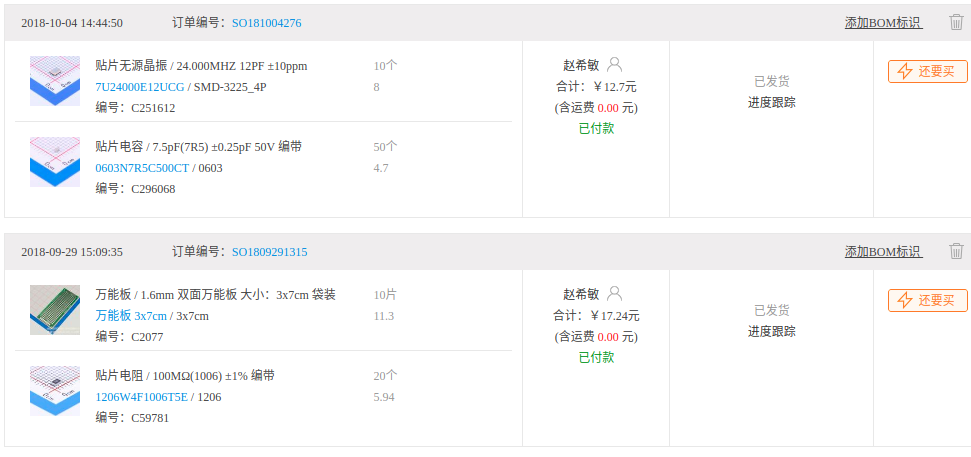 2018-10-04 14:44:50 订单编号：SO181004276 添加BOM标识
贴片无源晶振 / 24.000MHZ 12PF ±10ppm 10个
7U24000E12UCG / SMD-3225_4P 8
编号：C251612
赵希敏
合计：￥12.7元
(含运费 0.00 元)
已付款
已发货
进度跟踪
还要买
贴片电容 / 7.5pF(7R5) ±0.25pF 50V 编带 50个
0603N7R5C500CT / 0603 4.7
编号：C296068
2018-09-29 15:09:35 订单编号：SO1809291315 添加BOM标识
万能板 / 1.6mm 双面万能板 大小：3x7cm 袋装 10片
万能板 3x7cm / 3x7cm 11.3
编号：C2077
赵希敏
合计：￥17.24元
(含运费 0.00 元)
已付款
已发货
进度跟踪
还要买
贴片电阻 / 100MΩ(1006) ±1% 编带 20个
1206W4F1006T5E / 1206 5.94
编号：C59781